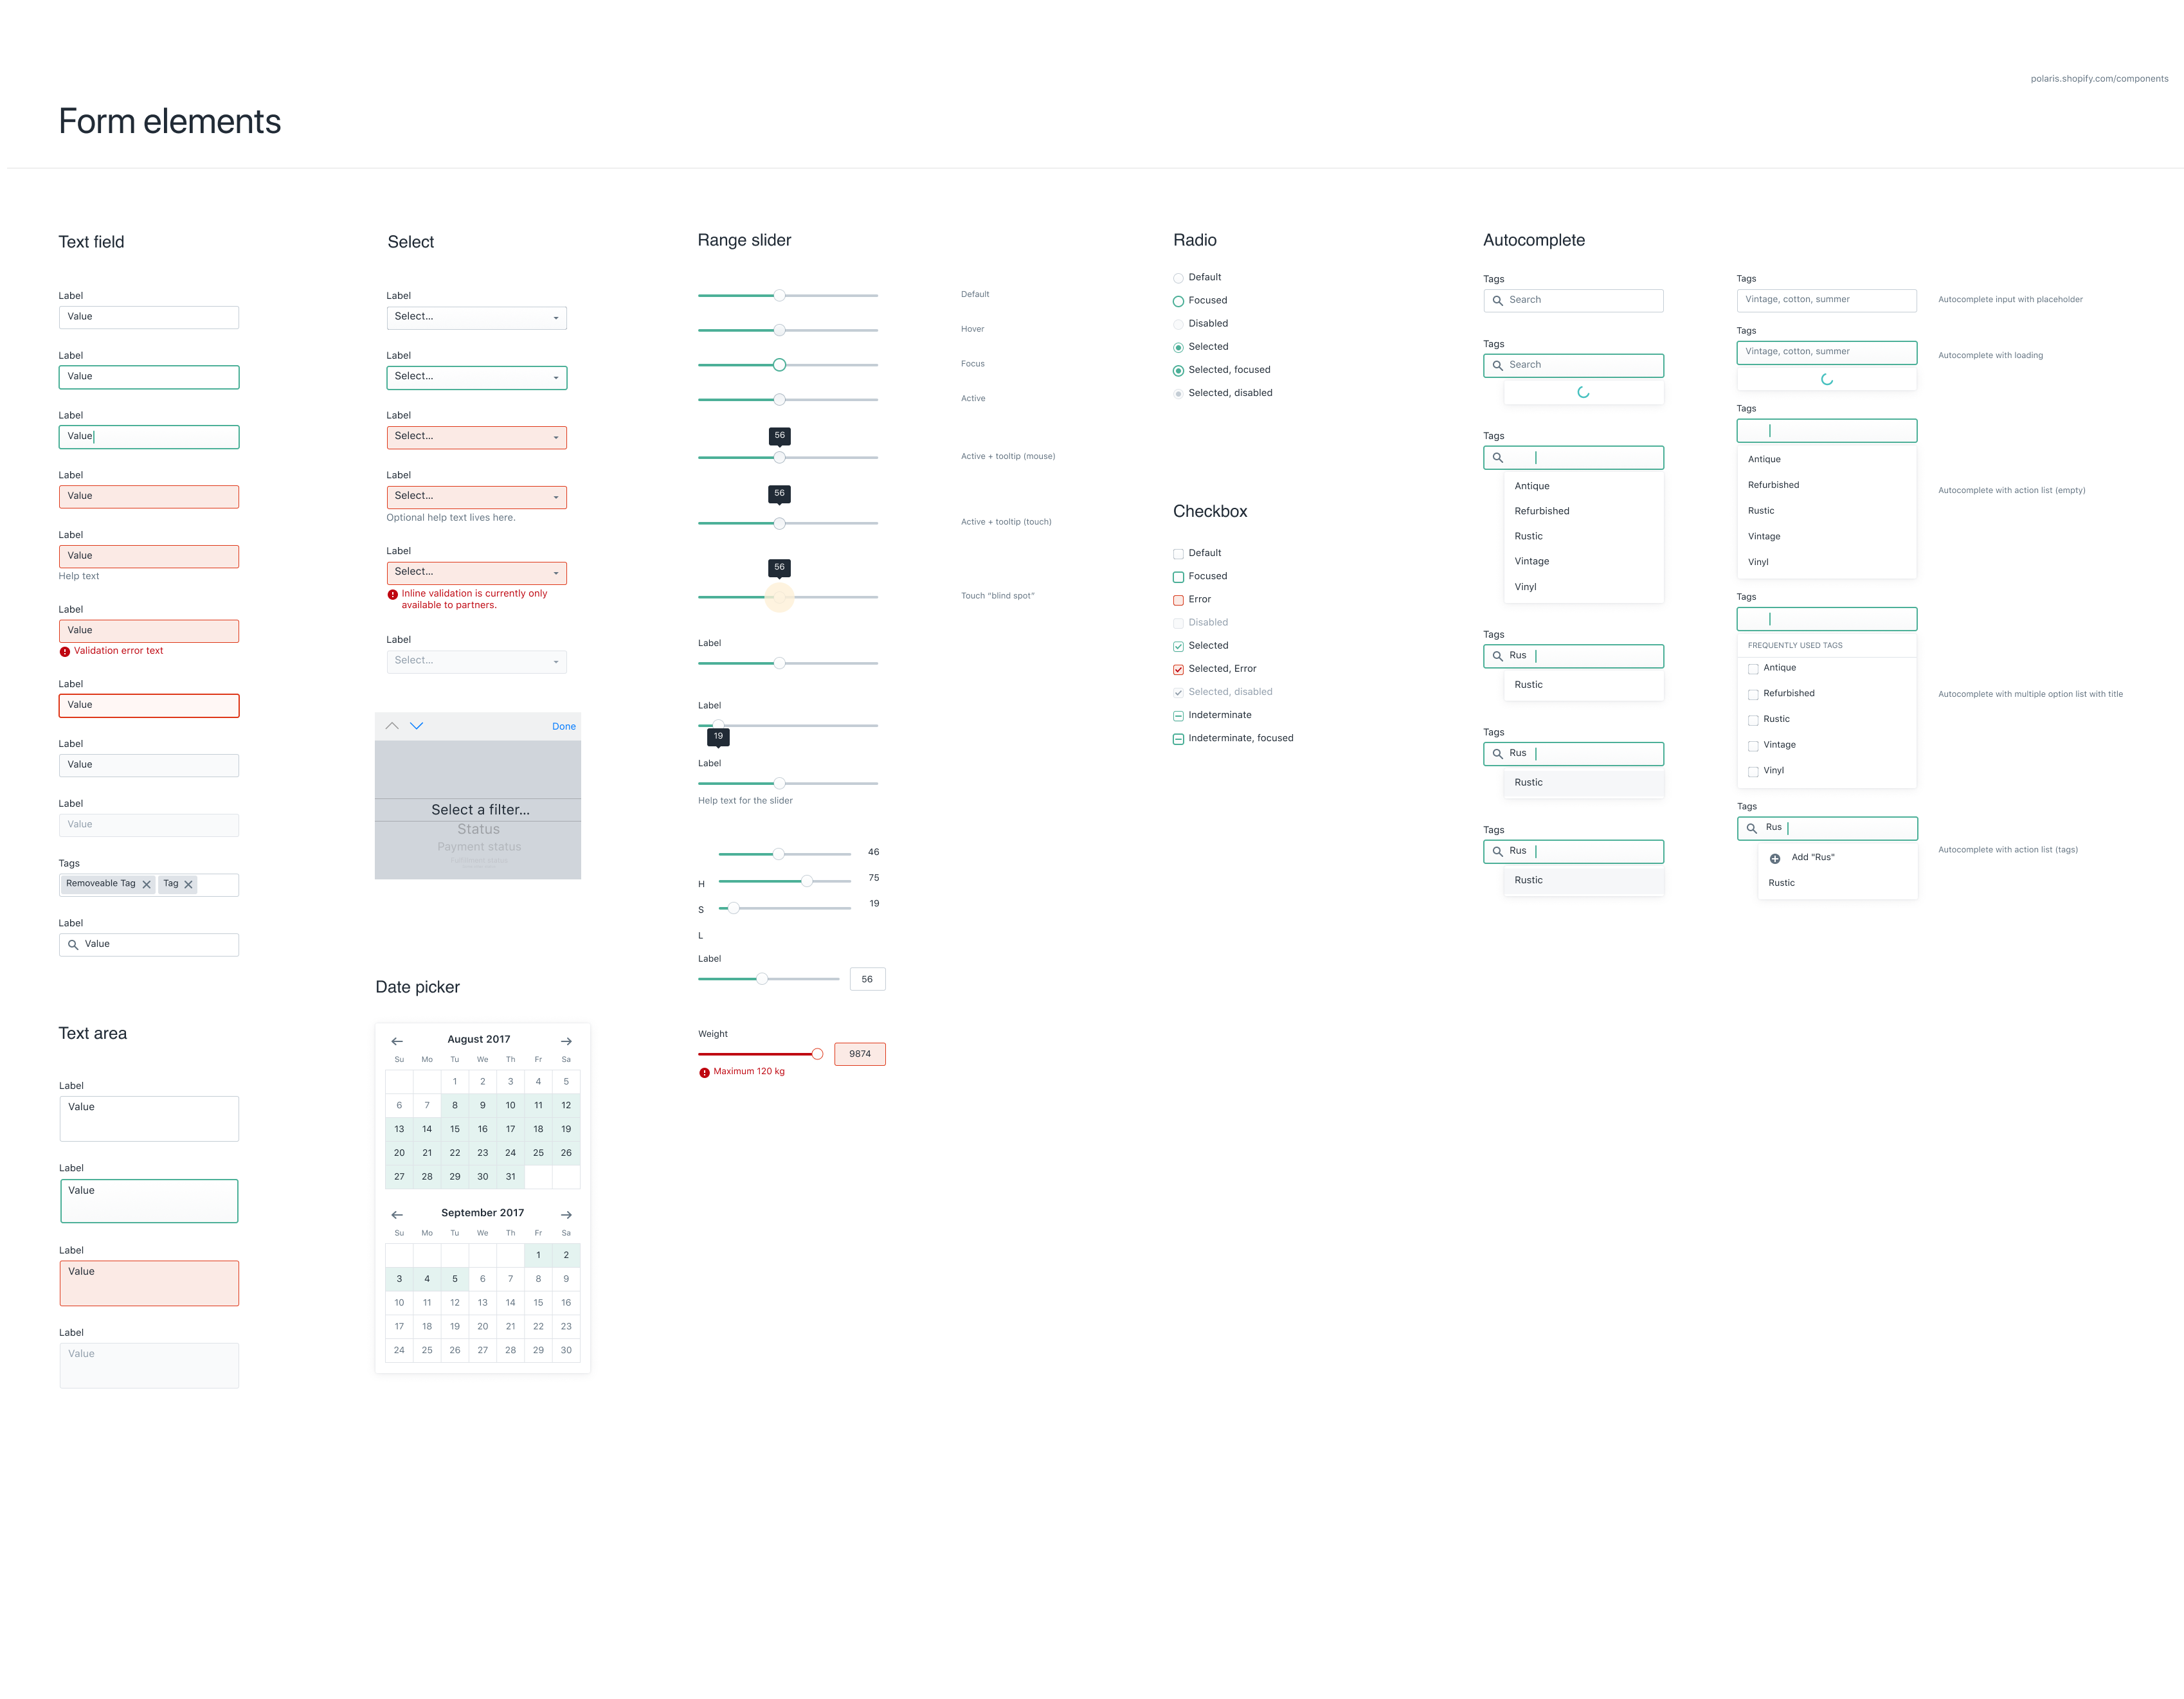 polaris.shopify.com/components
Form elements
Text field
Label
Value
Label
Value
Label
Value
Label
Value
Label
Value
Help text
Label
Value
Validation error text
Label
Value
Label
Value
Label
Value
Tags
Removeable Tag Tag
Label
Value
Text area
Label
Value
Label
Value
Label
Value
Label
Value
Select
Label
Select...
Label
Select...
Label
Select...
Label
Select...
Optional help text lives here.
Label
Select...
Inline validation is currently only
available to partners.
Label
Select...
Done
Select a filter...
Status
Payment status
Date picker
August 2017
Su Mo Tu We Th Fr Sa
1 2 3 4 5
6 7 8 9 10 11 12
13 14 15 16 17 18 19
20 21 22 23 24 25 26
27 28 29 30 31
September 2017
Su Mo Tu We Th Fr Sa
1 2
3 4 5 6 7 8 9
10 11 12 13 14 15 16
17 18 19 20 21 22 23
24 25 26 27 28 29 30
Range slider
Default
Hover
Focus
Active
56
Active + tooltip (mouse)
56
Active + tooltip (touch)
56
Touch “blind spot”
Label
Label
19
Label
Help text for the slider
46
H 75
S 19
L
Label
56
Weight
9874
Maximum 120 kg
Radio
Default
Focused
Disabled
Selected
Selected, focused
Selected, disabled
Checkbox
Default
Focused
Error
Disabled
Selected
Selected, Error
Selected, disabled
Indeterminate
Indeterminate, focused
Autocomplete
Tags
Search
Tags
Search
Tags
Antique
Refurbished
Rustic
Vintage
Vinyl
Tags
Rus
Rustic
Tags
Rus
Rustic
Tags
Rus
Rustic
Tags
Vintage, cotton, summer
Autocomplete input with placeholder
Tags
Vintage, cotton, summer
Autocomplete with loading
Tags
Antique
Refurbished
Autocomplete with action list (empty)
Rustic
Vintage
Vinyl
Tags
FREQUENTLY USED TAGS
Antique
Refurbished
Autocomplete with multiple option list with title
Rustic
Vintage
Vinyl
Tags
Rus
Autocomplete with action list (tags)
Add "Rus"
Rustic